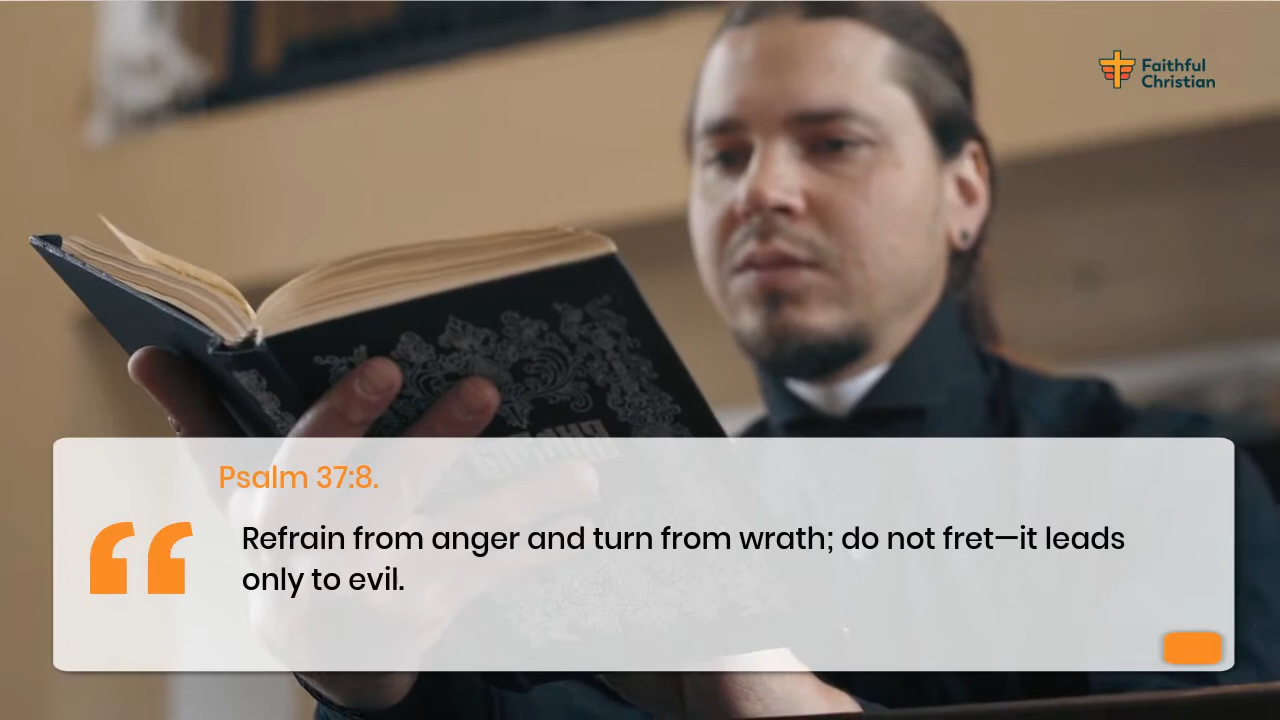 Faithful
Christian
Psalm 37:8.
Refrain from anger and turn from wrath; do not fret—it leads
only to evil.